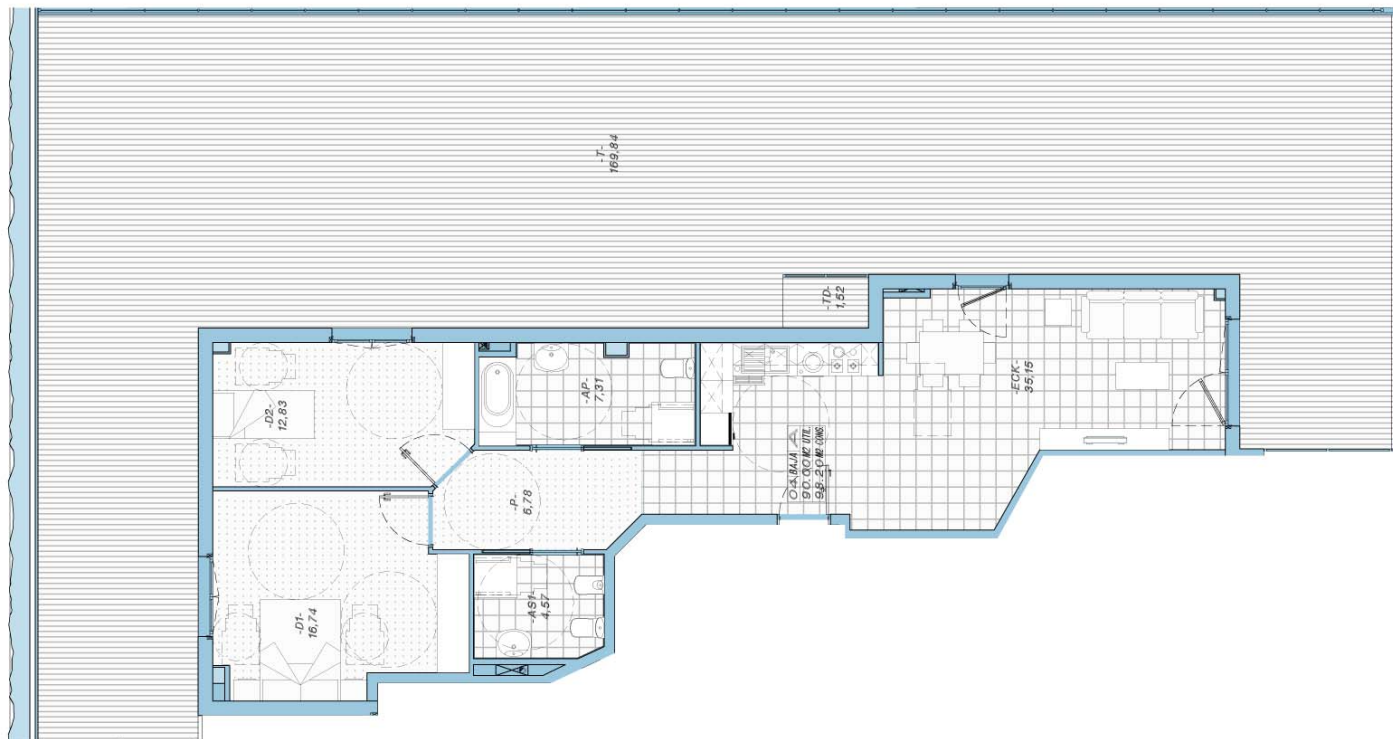 -T-
169,84
-TD-
1,52
-ECK-
35,15
-D2-
12,83
-AP-
7,31
04 BAJA A
90.00 M2 UTIL.
98.20 M2 CONS.
-P-
6,78
-D1-
16,74
-AS1-
4,57